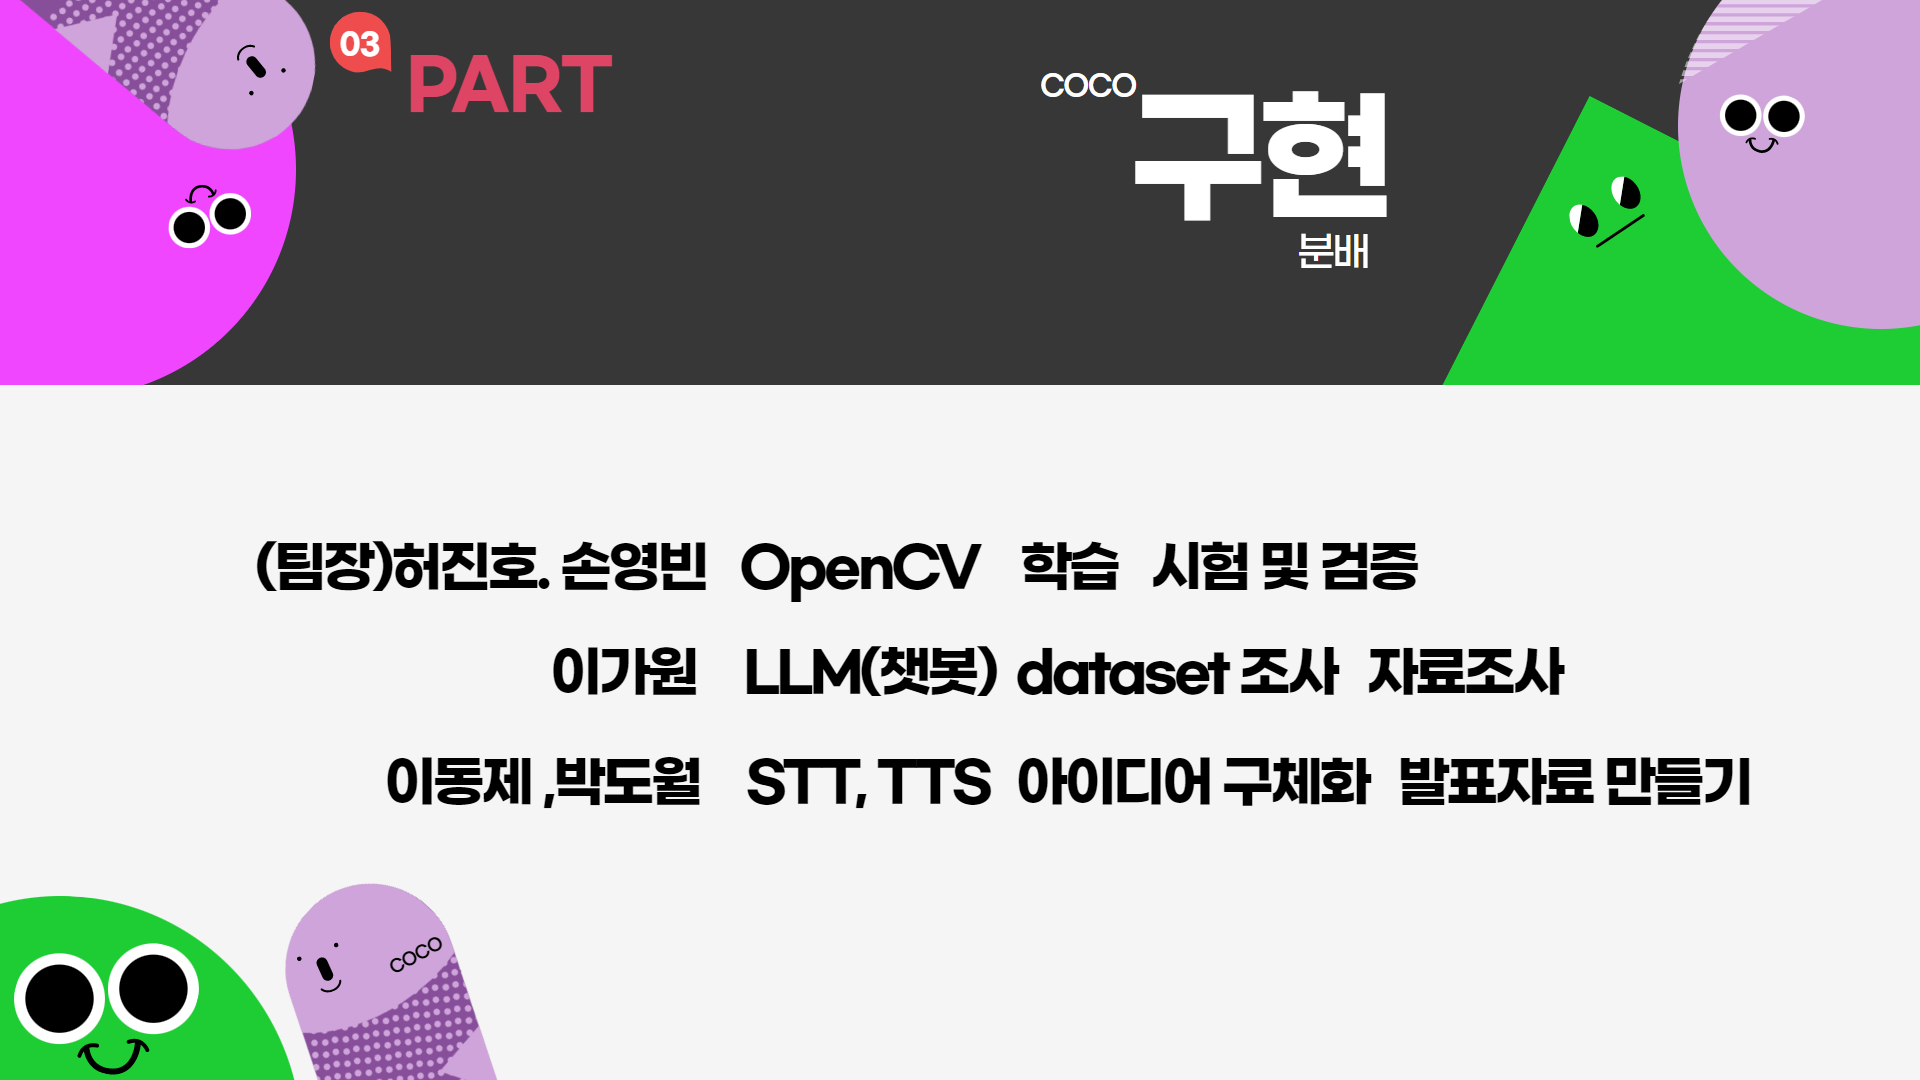 03
PART
COCO
구현
분배
(팀장)허진호. 손영빈 OpenCV 학습 시험 및 검증
이가원 LLM(챗봇) dataset 조사 자료조사
이동제 ,박도월 STT, TTS 아이디어 구체화 발표자료 만들기
COCO